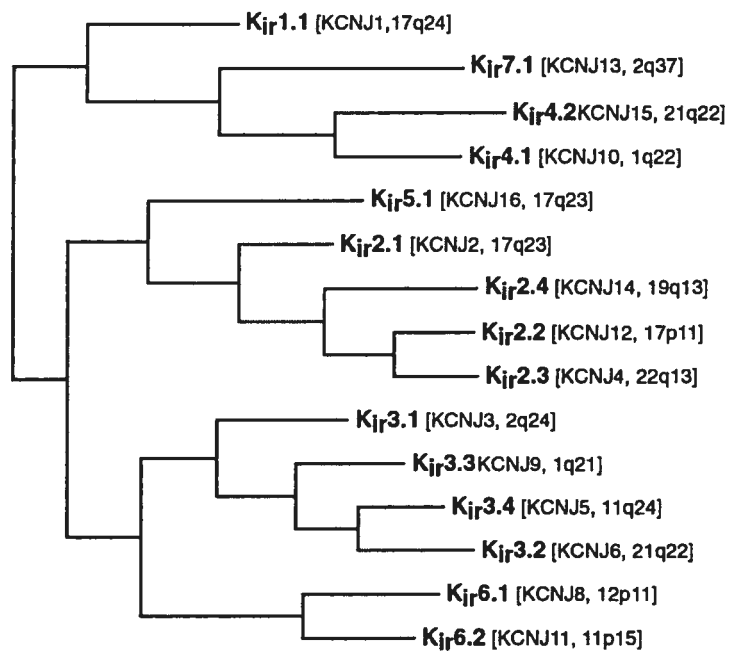 Kir1.1 [KCNJ1,17q24]
Kir7.1 [KCNJ13, 2q37]
Kir4.2KCNJ15, 21q22]
Kir4.1 [KCNJ10, 1q22]
Kir5.1 [KCNJ16, 17q23]
Kir2.1 [KCNJ2, 17q23]
Kir2.4 [KCNJ14, 19q13]
Kir2.2 [KCNJ12, 17p11]
Kir2.3 [KCNJ4, 22q13]
Kir3.1 [KCNJ3, 2q24]
Kir3.3KCNJ9, 1q21]
Kir3.4 [KCNJ5, 11q24]
Kir3.2 [KCNJ6, 21q22]
Kir6.1 [KCNJ8, 12p11]
Kir6.2 [KCNJ11, 11p15]